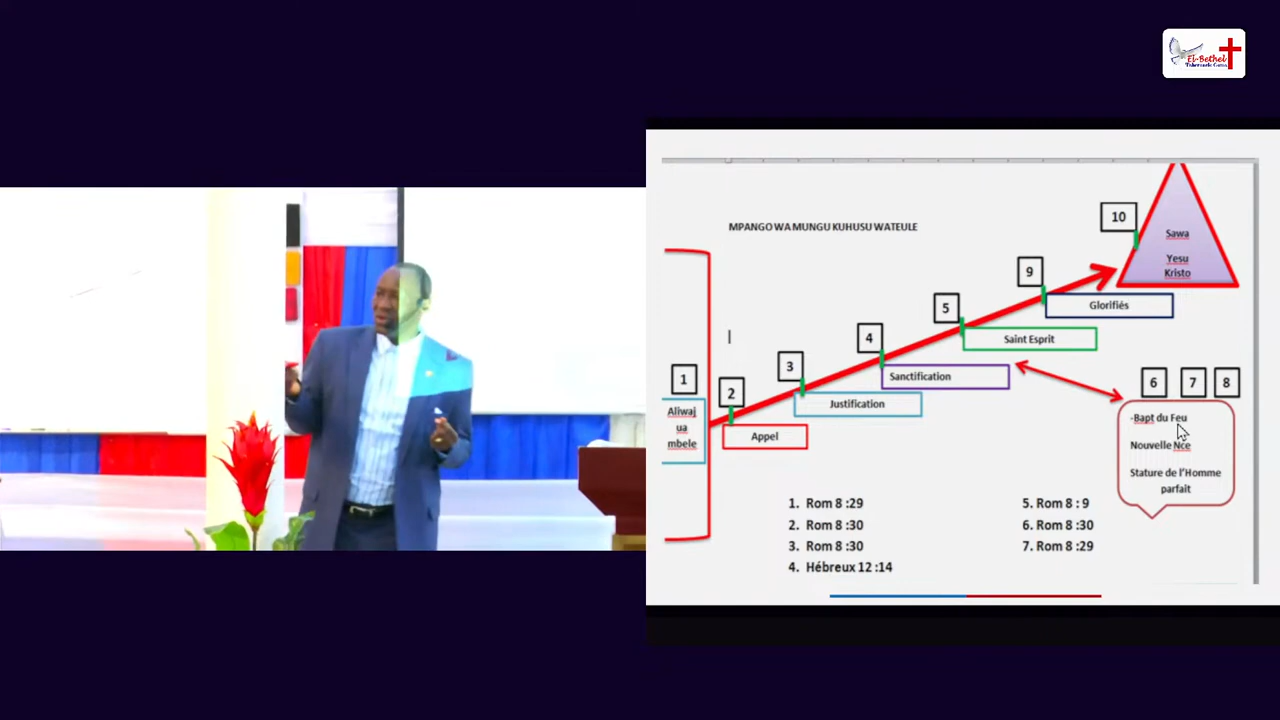 El-Bethel
MPANGO WA MUNGU KUHUSU WATEULE
10
Sawa
Yesu
Kristo
9
Glorifiés
5
Saint Esprit
4
Sanctification
3
Justification
2
Appel
1
Aliwaj
ua
mbele
6 7 8
-Bapt du Feu
Nouvelle Nce
Stature de l'Homme
parfait
1. Rom 8 :29
2. Rom 8 :30
3. Rom 8 :30
4. Hébreux 12 :14
5. Rom 8 : 9
6. Rom 8 :30
7. Rom 8 :29